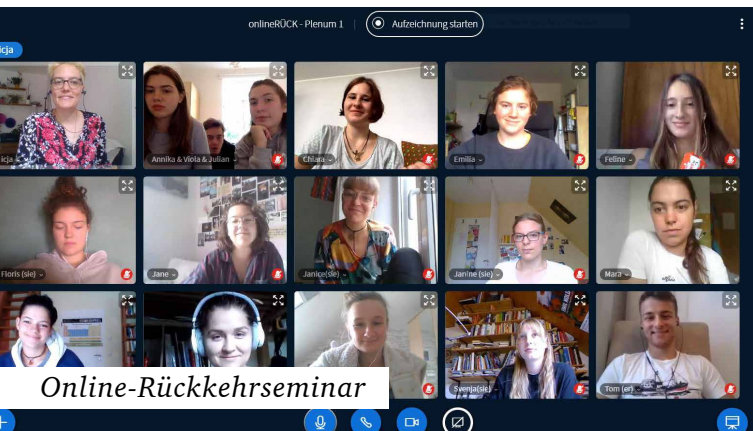 onlineRÜCK - Plenum 1
Aufzeichnung starten
icja
icja
Annika & Viola & Julian
Chiara
Emilia
Feline
Floris (sie)
Jane
Janice(sie)
Janine (sie)
Mara
Svenja(sie)
Tom (er)
Online-Rückkehrseminar